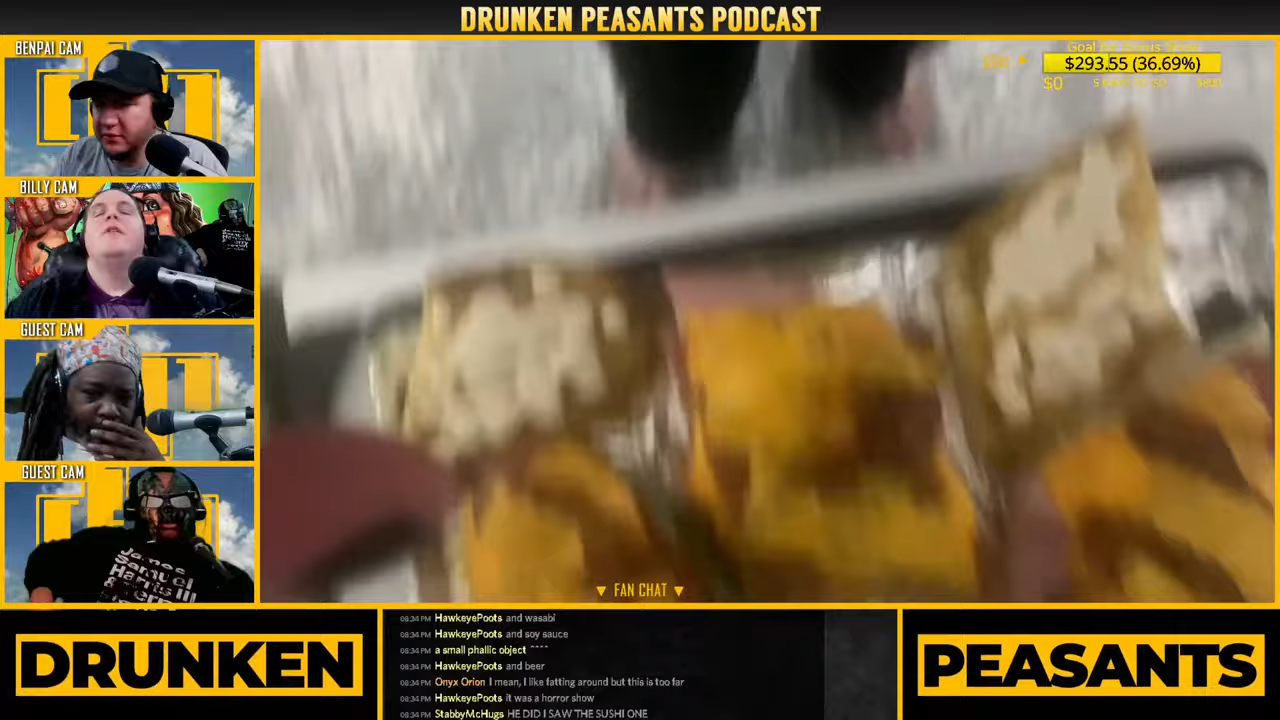 DRUNKEN PEASANTS PODCAST
BENPAI CAM
BILLY CAM
GUEST CAM
GUEST CAM
$293.55 (36.69%)
$0
James
Samuel
Harris III
▼ FAN CHAT ▼
DRUNKEN
PEASANTS
08:34 PM HawkeyePoots and wasabi
08:34 PM HawkeyePoots and soy sauce
08:34 PM a small phallic object ^^^^
08:34 PM HawkeyePoots and beer
08:34 PM Onyx Orion I mean, I like fatting around but this is too far
08:34 PM HawkeyePoots it was a horror show
08:34 PM StabbyMcHugs HE DID I SAW THE SUSHI ONE